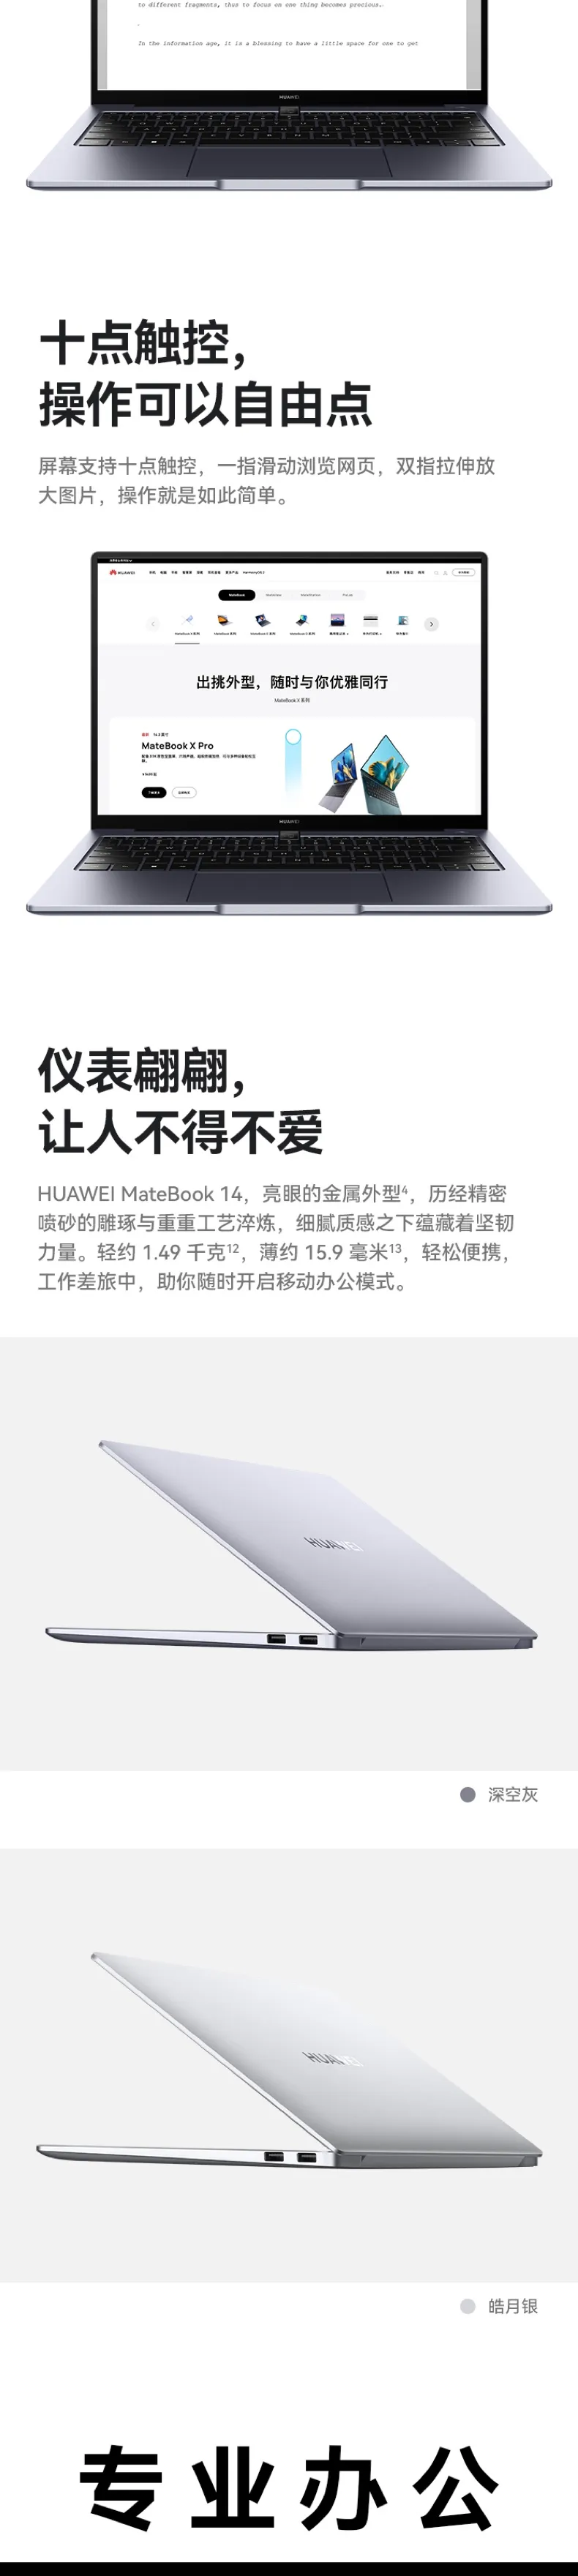 to different fragments, thus to focus on one thing becomes precious.
In the information age, it is a blessing to have a little space for one to get
HUAWEI
十点触控，
操作可以自由点
屏幕支持十点触控，一指滑动浏览网页，双指拉伸放
大图片，操作就是如此简单。
HUAWEI
出挑外型，随时与你优雅同行
MateBook X 系列
MateBook X Pro
HUAWEI
仪表翩翩，
让人不得不爱
HUAWEI MateBook 14，亮眼的金属外型4，历经精密
喷砂的雕琢与重重工艺淬炼，细腻质感之下蕴藏着坚韧
力量。轻约 1.49 千克12，薄约 15.9 毫米13，轻松便携，
工作差旅中，助你随时开启移动办公模式。
HUAWEI
深空灰
HUAWEI
皓月银
专业办公